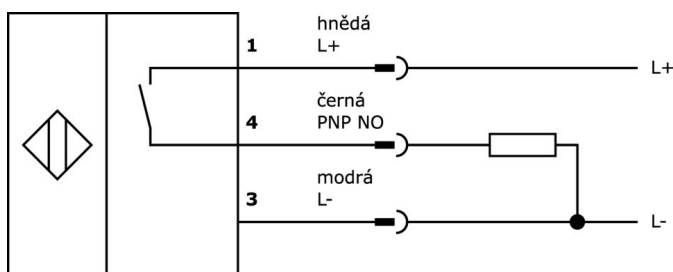 hnědá
1 L+
L+
černá
4 PNP NO
modrá
3 L-
L-